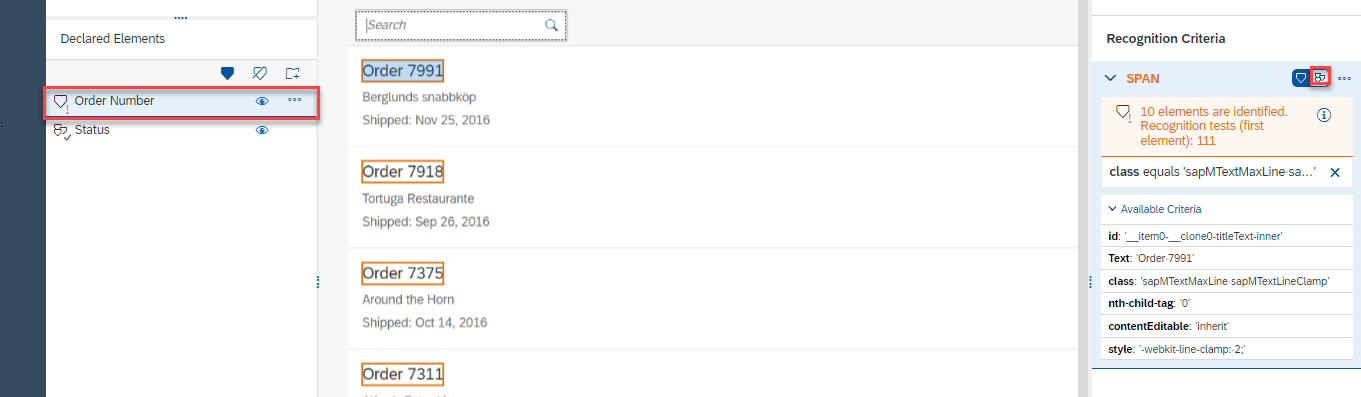 Declared Elements
Order Number
Status
Search
Order 7991
Berglunds snabbköp
Shipped: Nov 25, 2016
Order 7918
Tortuga Restaurante
Shipped: Sep 26, 2016
Order 7375
Around the Horn
Shipped: Oct 14, 2016
Order 7311
Recognition Criteria
SPAN
10 elements are identified.
Recognition tests (first
element): 111
class equals 'sapMTextMaxLine·sa...'
Available Criteria
id: '__item0-__clone0-titleText-inner'
Text: 'Order·7991'
class: 'sapMTextMaxLine·sapMTextLineClamp'
nth-child-tag: '0'
contentEditable: 'inherit'
style: '-webkit-line-clamp:·2;'